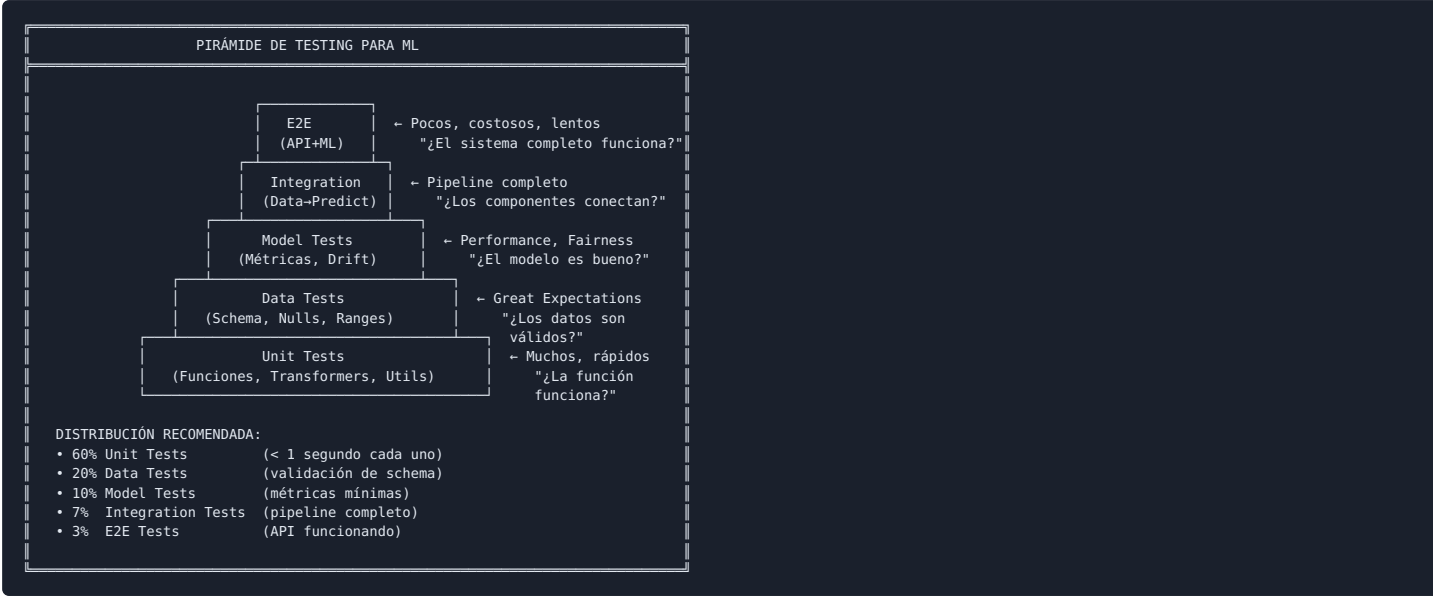 PIRÁMIDE DE TESTING PARA ML
E2E ← Pocos, costosos, lentos
(API+ML) "¿El sistema completo funciona?"
Integration ← Pipeline completo
(Data→Predict) "¿Los componentes conectan?"
Model Tests ← Performance, Fairness
(Métricas, Drift) "¿El modelo es bueno?"
Data Tests ← Great Expectations
(Schema, Nulls, Ranges) "¿Los datos son
válidos?"
Unit Tests ← Muchos, rápidos
(Funciones, Transformers, Utils) "¿La función
funciona?"
DISTRIBUCIÓN RECOMENDADA:
• 60% Unit Tests (< 1 segundo cada uno)
• 20% Data Tests (validación de schema)
• 10% Model Tests (métricas mínimas)
• 7% Integration Tests (pipeline completo)
• 3% E2E Tests (API funcionando)